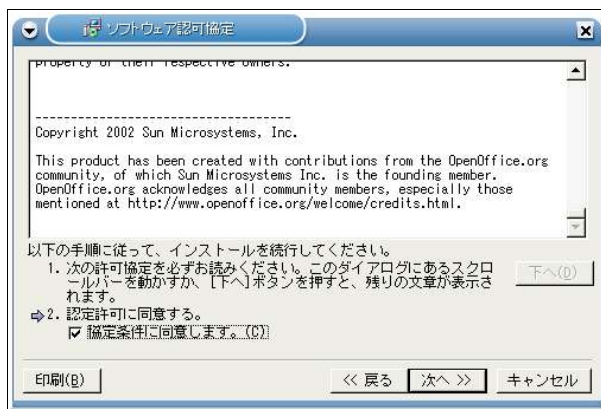 ソフトウェア認可協定
property of their respective owners.
----------------------------------
Copyright 2002 Sun Microsystems, Inc.
This product has been created with contributions from the OpenOffice.org
community, of which Sun Microsystems Inc. is the founding member.
OpenOffice.org acknowledges all community members, especially those
mentioned at http://www.openoffice.org/welcome/credits.html.
以下の手順に従って、インストールを続行してください。
1. 次の許可協定を必ずお読みください。このダイアログにあるスクロ
ールバーを動かすか、[下へ]ボタンを押すと、残りの文章が表示さ
れます。
下へ(D)
2. 認定許可に同意する。
協定条件に同意します。(C)
印刷(B)
<< 戻る
次へ >>
キャンセル